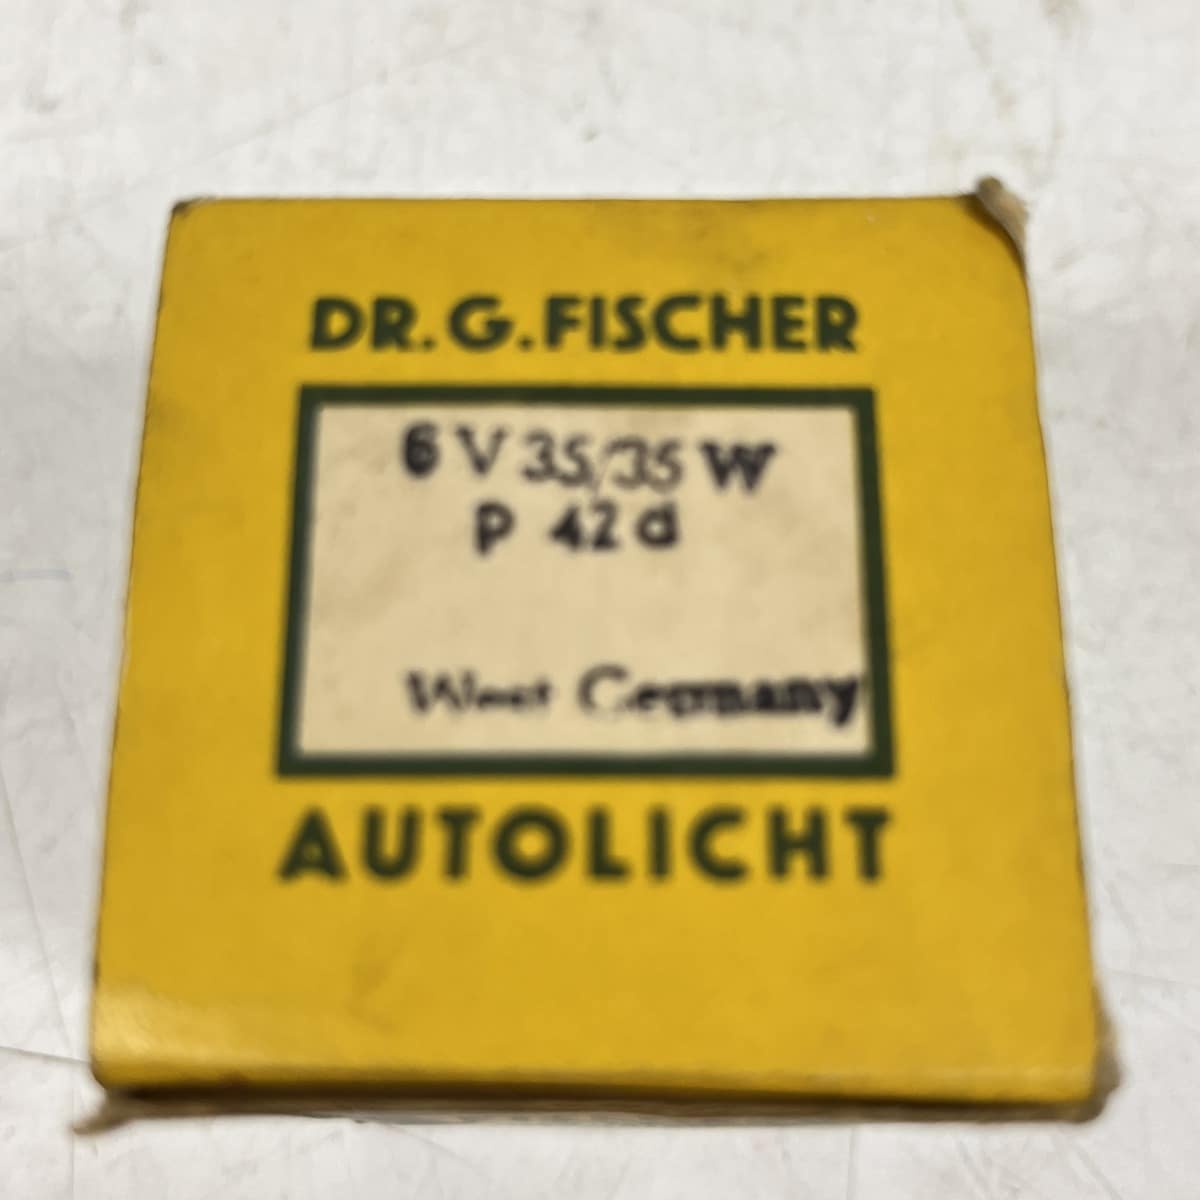 DR. G. FISCHER
6 V 35/35 W
P 42 d
West Germany
AUTOLICHT